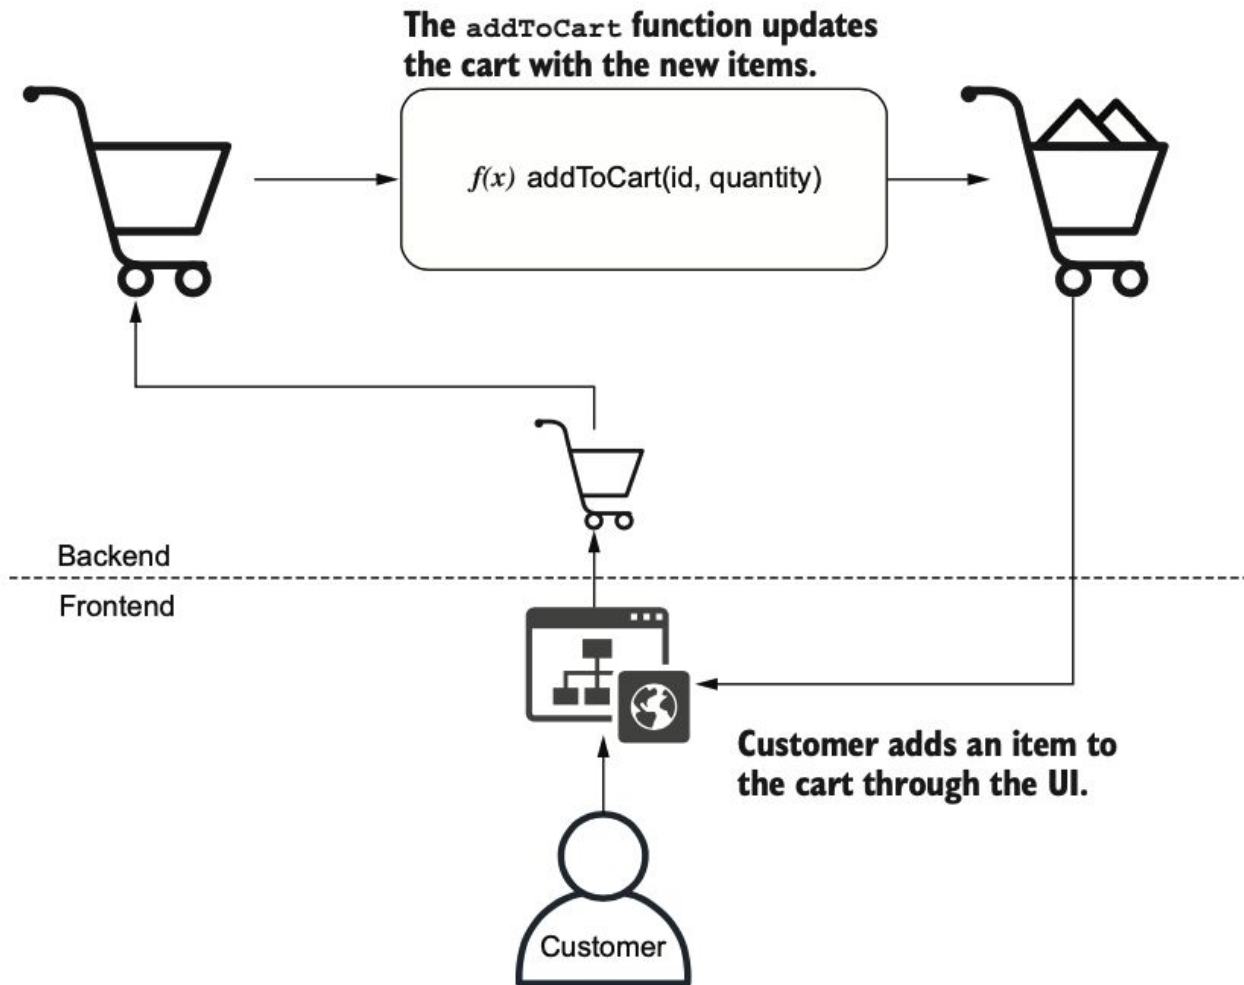 The addToCart function updates
the cart with the new items.
f(x) addToCart(id, quantity)
Backend
Frontend
Customer adds an item to
the cart through the UI.
Customer